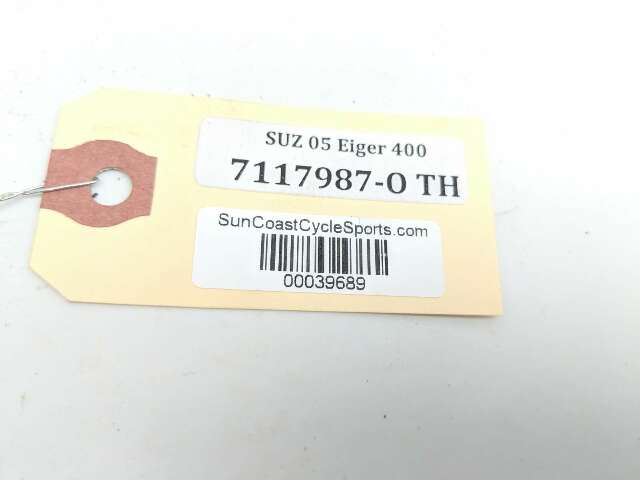 SUZ 05 Eiger 400
7117987-O TH
SunCoastCycleSports.com
00039689